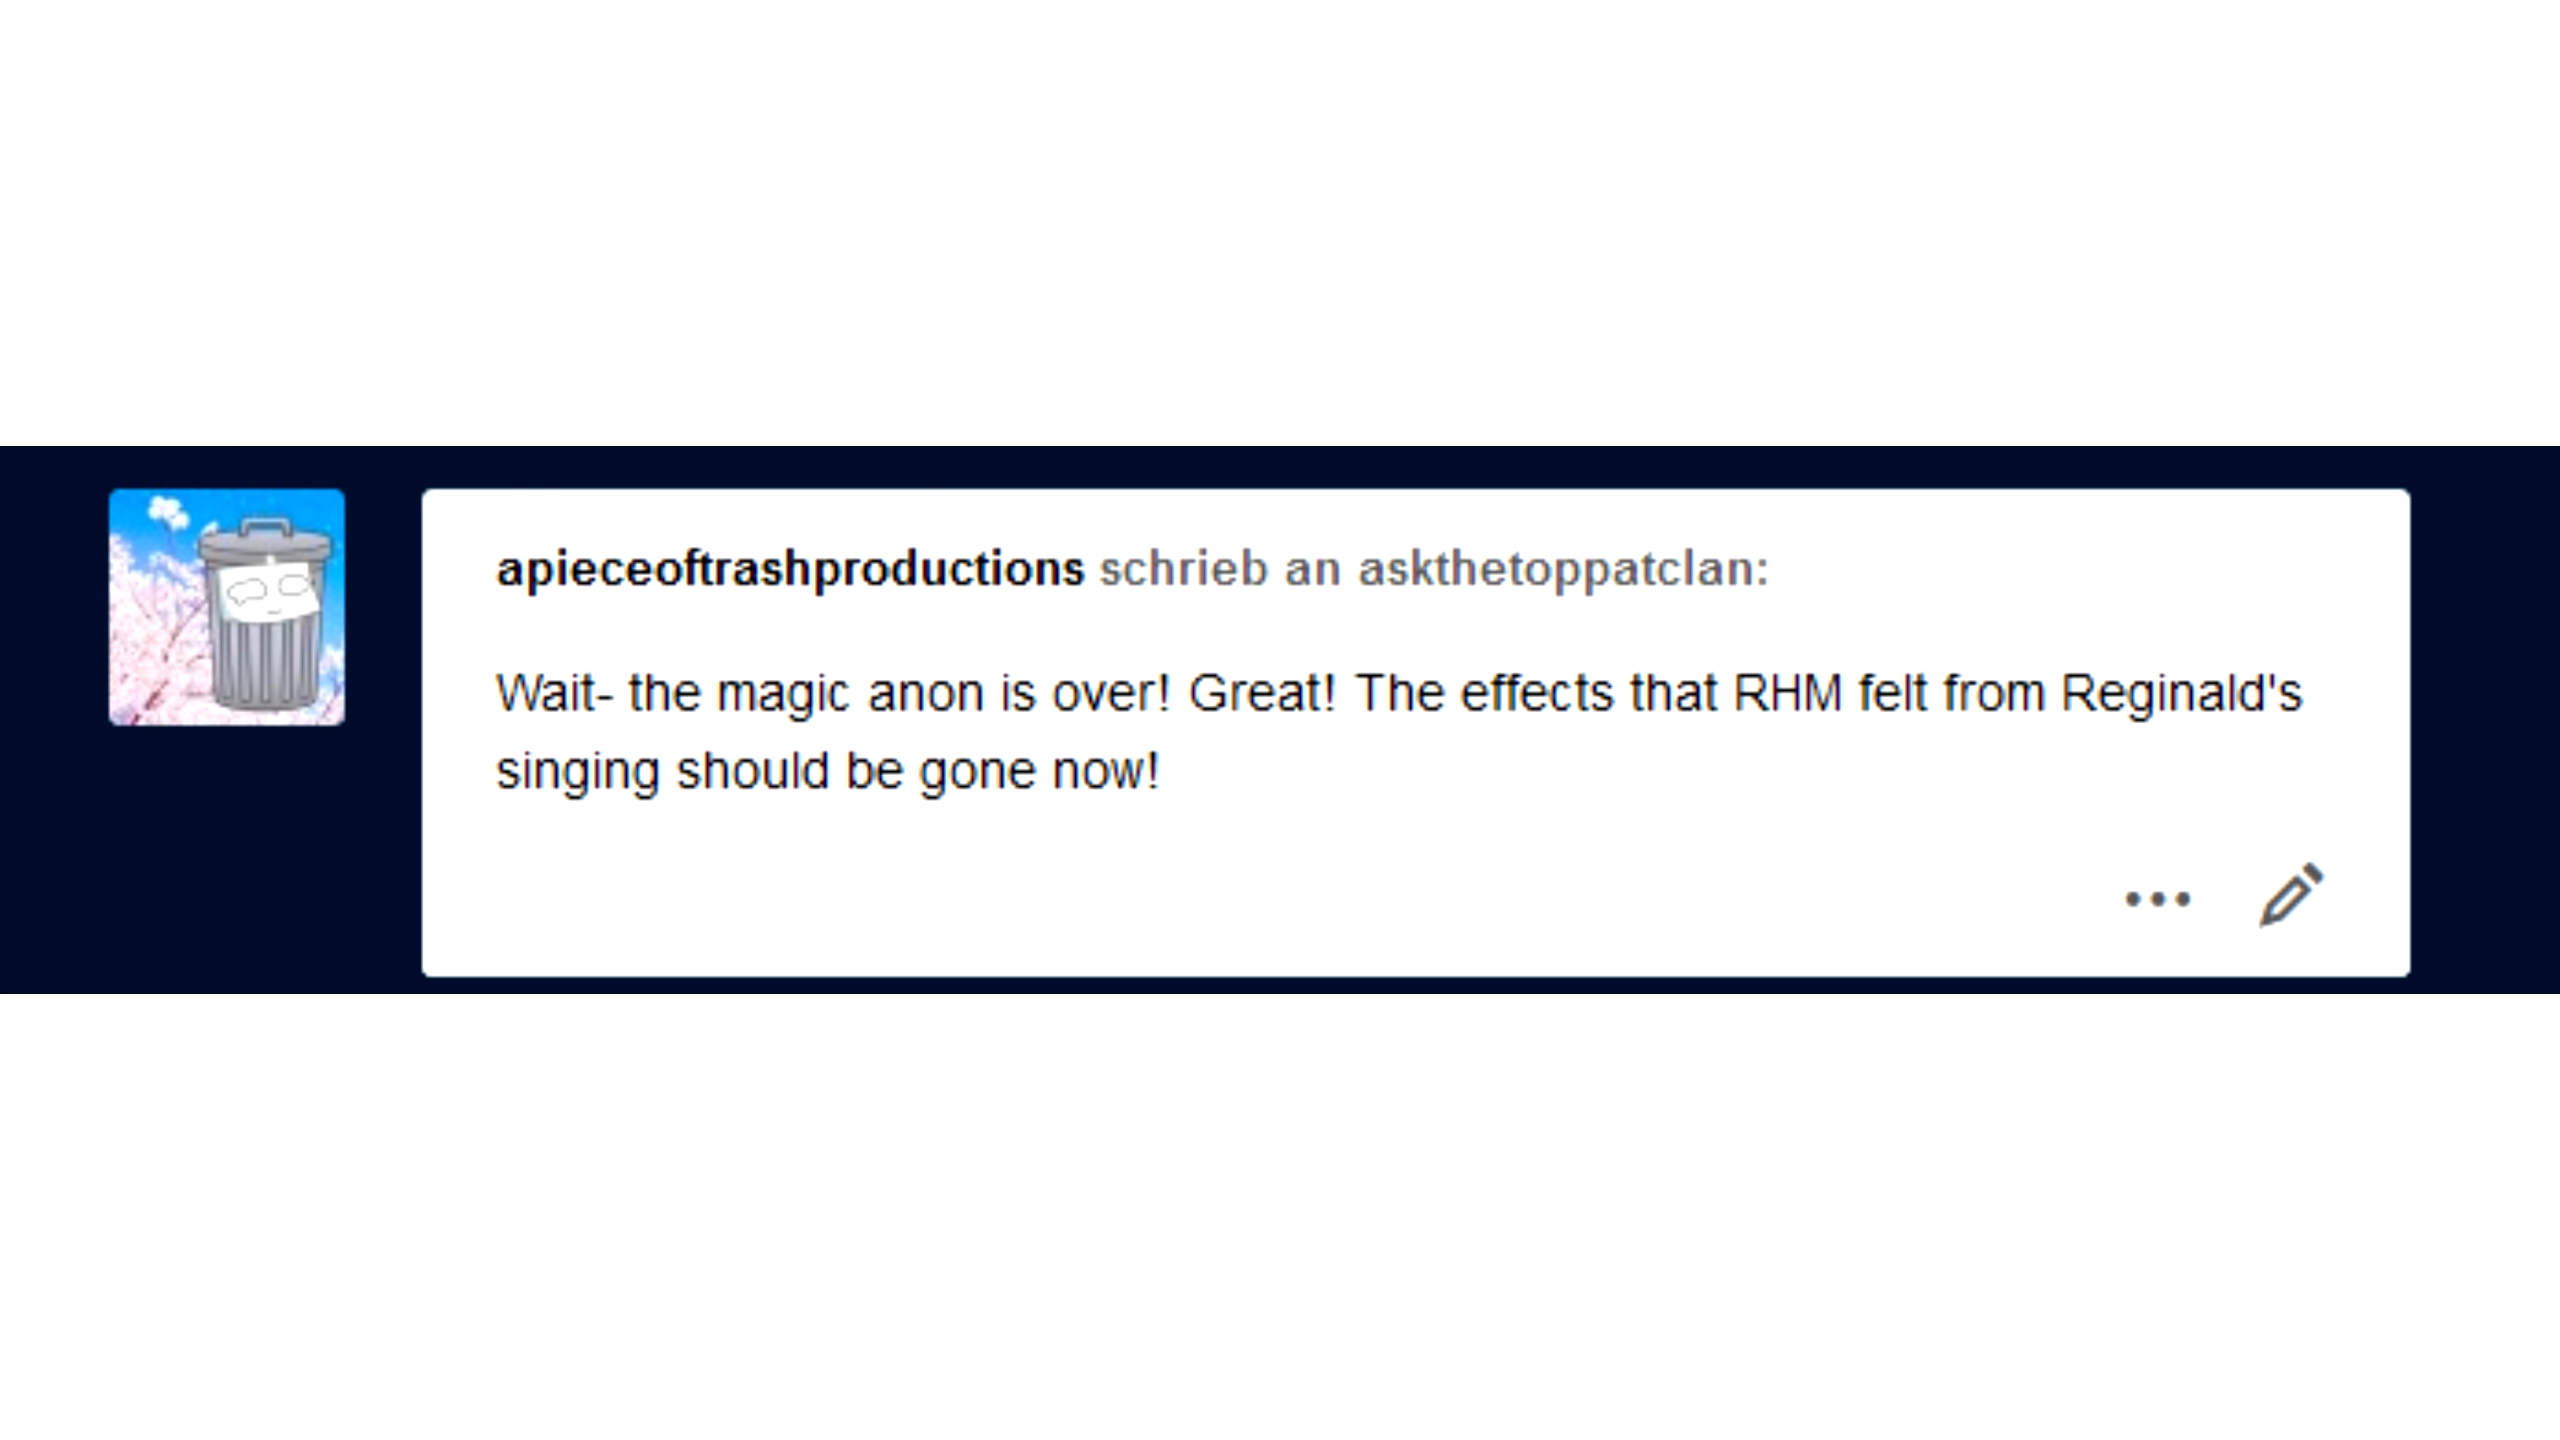 apieceoftrashproductions schrieb an askthetoppatclan:
Wait- the magic anon is over! Great! The effects that RHM felt from Reginald's
singing should be gone now!